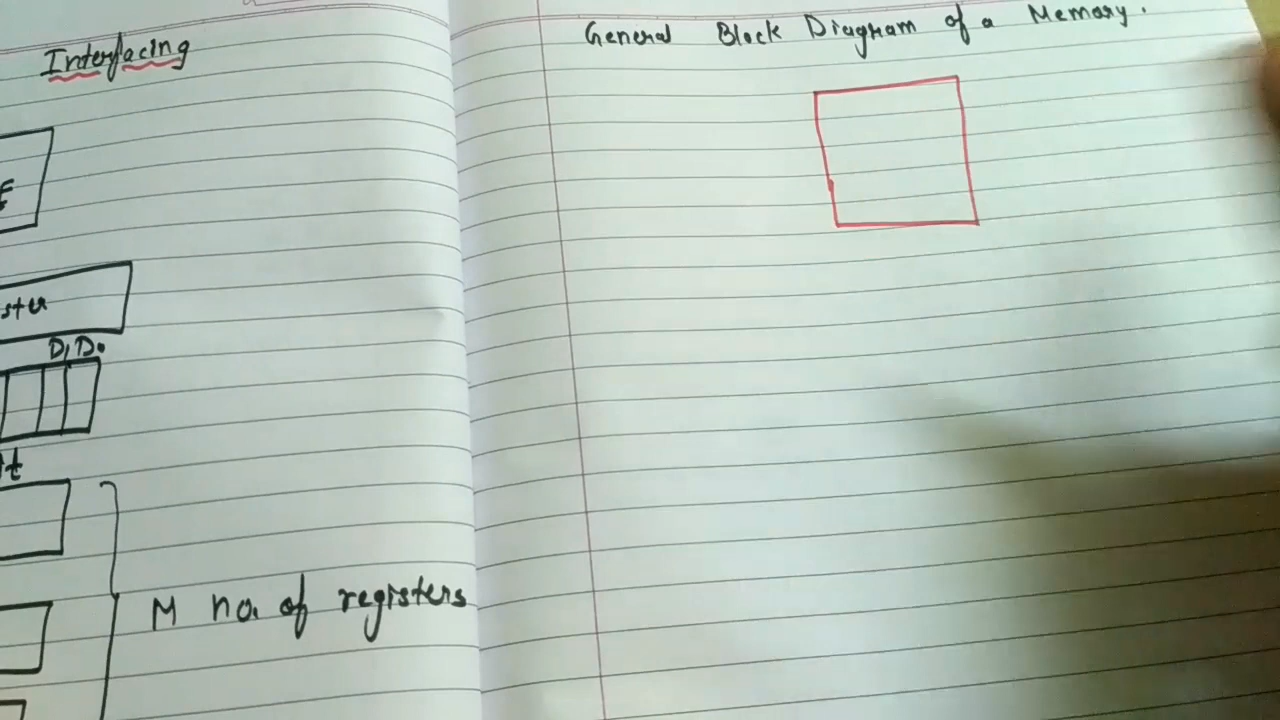 Interfacing
D₁ D₀
M no. of registers
General Block Diagram of a Memory.